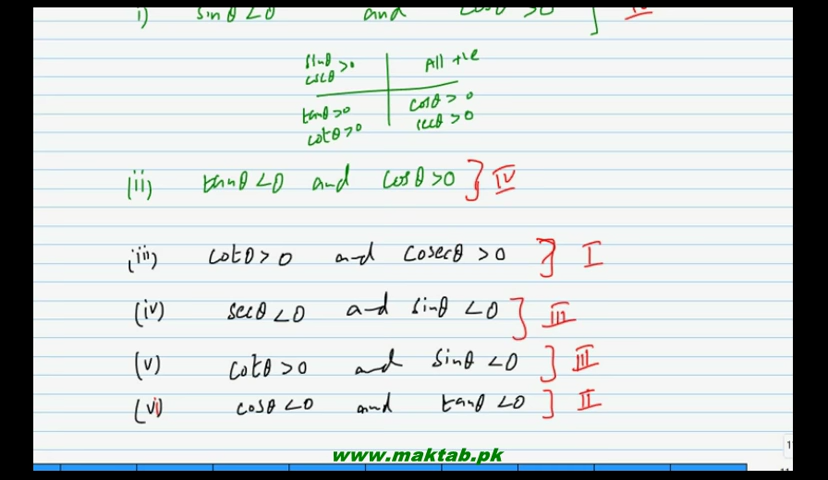 i) sinθ<0 and cosθ>0 ] IV
sinθ
cscθ >0 All +ve
tanθ>0 cosθ>0
cotθ>0 secθ>0
(ii) tanθ<0 and cosθ>0 } IV
(iii) cotθ>0 and cosecθ>0 } I
(iv) secθ<0 and sinθ<0 } III
(v) cotθ>0 and sinθ<0 } III
(vi) cosθ<0 and tanθ<0 } II
www.maktab.pk